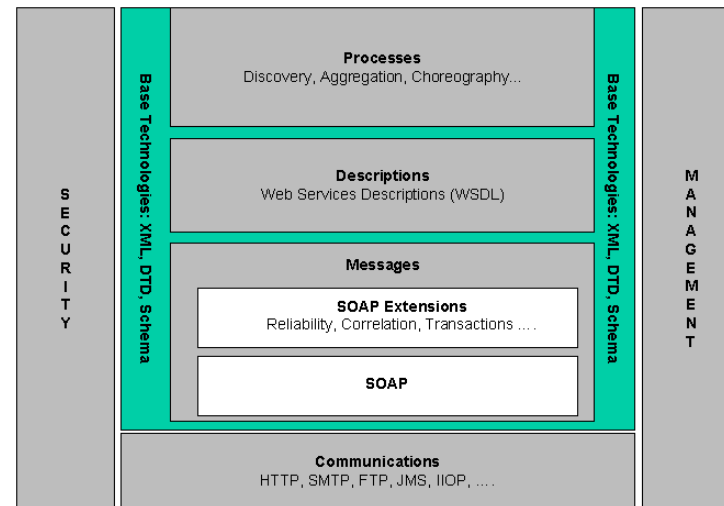 SECURITY
Base Technologies: XML, DTD, Schema
Processes
Discovery, Aggregation, Choreography...
Descriptions
Web Services Descriptions (WSDL)
Messages
SOAP Extensions
Reliability, Correlation, Transactions ....
SOAP
Base Technologies: XML, DTD, Schema
MANAGEMENT
Communications
HTTP, SMTP, FTP, JMS, IIOP, ....